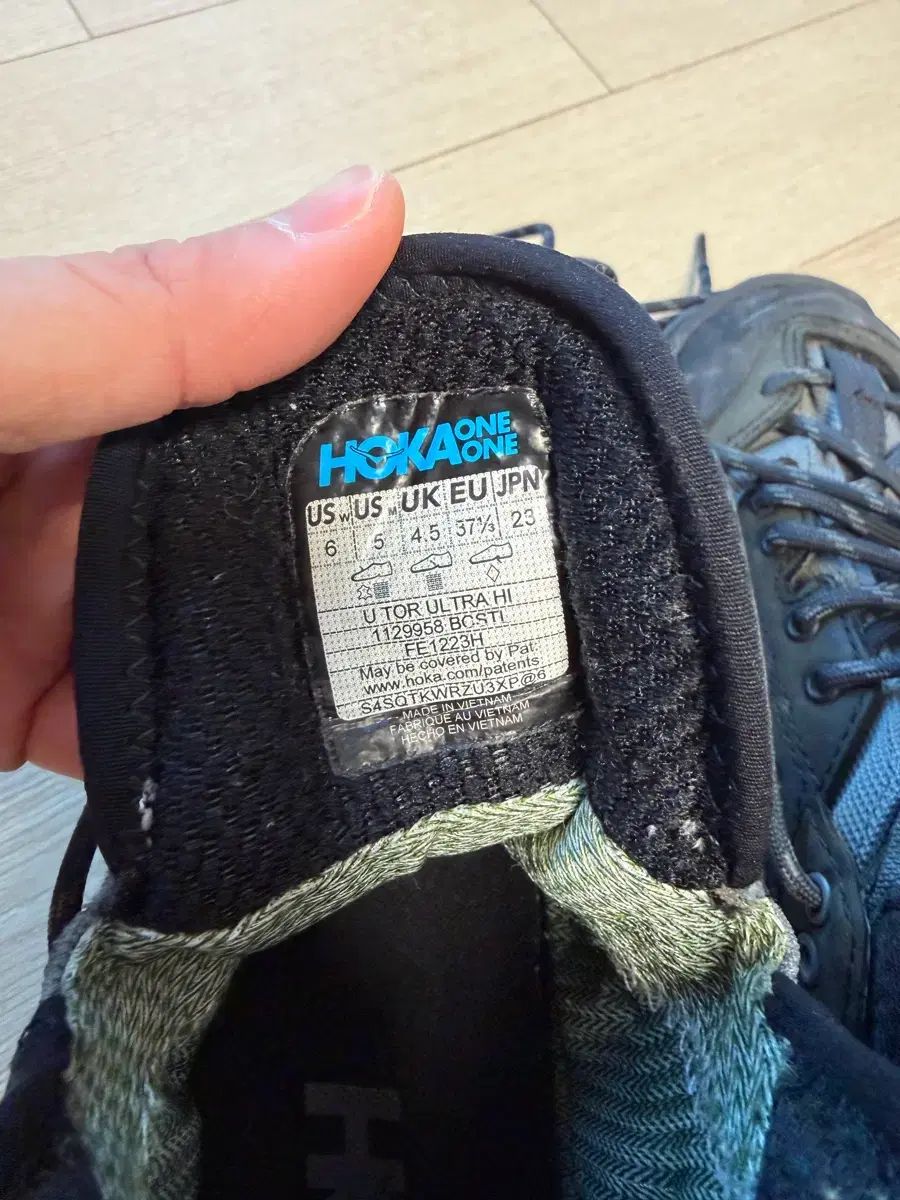 HOKA ONE ONE
US W US M UK EU JPN
6 5 4.5 37⅓ 23
U TOR ULTRA HI
1129958 BCSTL
FE1223H
May be covered by Pat.
www.hoka.com/patents
S4SQTKWRZU3XP@6
MADE IN VIETNAM
FABRIQUÉ AU VIETNAM
HECHO EN VIETNAM
H